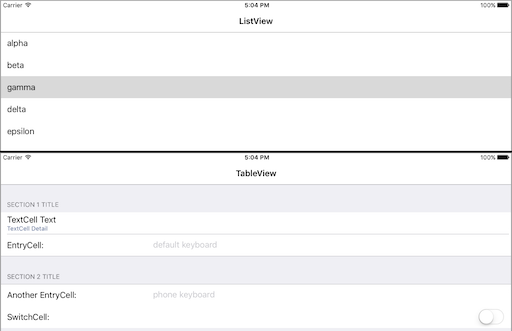 Carrier 5:04 PM 100%
ListView
alpha
beta
gamma
delta
epsilon
Carrier 5:04 PM 100%
TableView
SECTION 1 TITLE
TextCell Text
TextCell Detail
EntryCell: default keyboard
SECTION 2 TITLE
Another EntryCell: phone keyboard
SwitchCell: